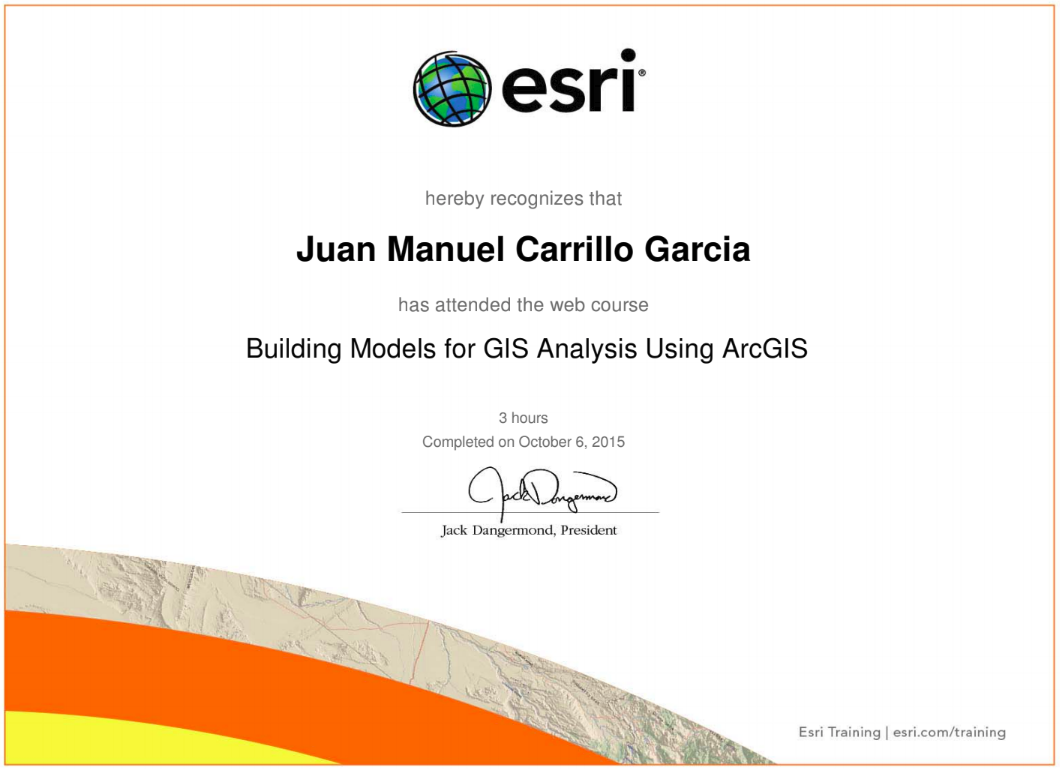 esri®
hereby recognizes that
Juan Manuel Carrillo Garcia
has attended the web course
Building Models for GIS Analysis Using ArcGIS
3 hours
Completed on October 6, 2015
Jack Dangermond
Jack Dangermond, President
Esri Training | esri.com/training